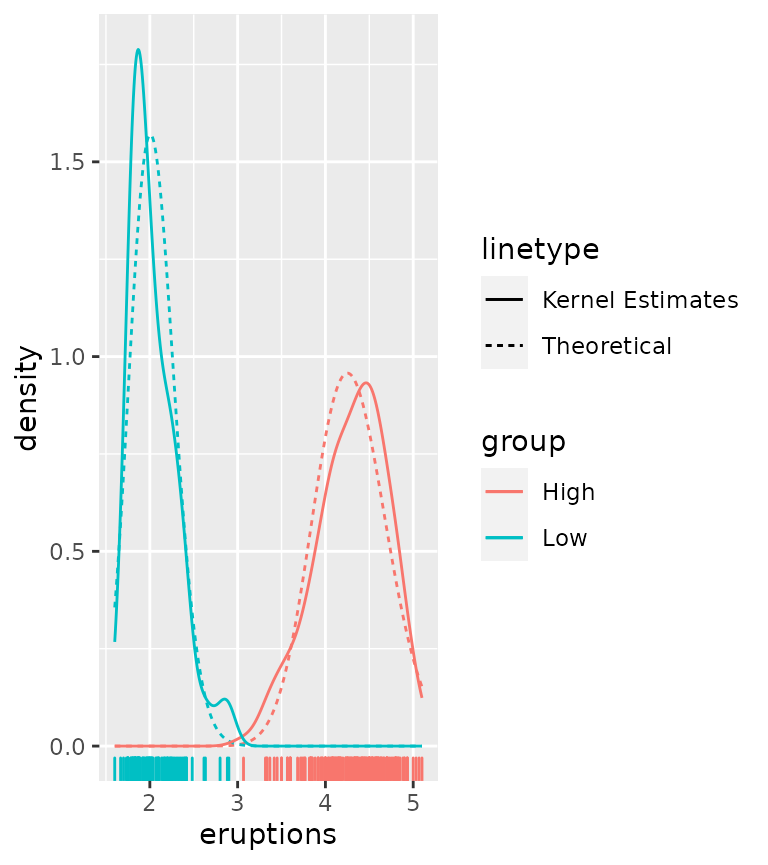 density
1.5
1.0
0.5
0.0
2 3 4 5
eruptions
linetype
Kernel Estimates
Theoretical
group
High
Low